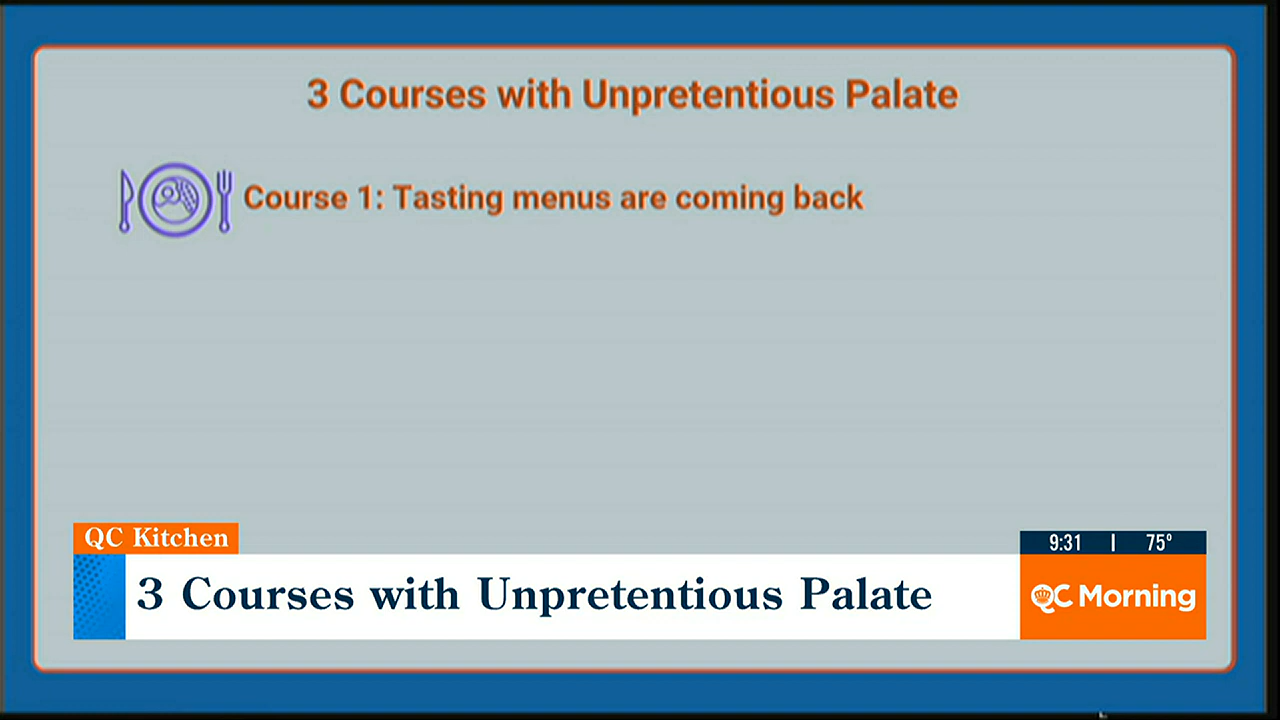 3 Courses with Unpretentious Palate
Course 1: Tasting menus are coming back
QC Kitchen
3 Courses with Unpretentious Palate
9:31 | 75°
QC Morning